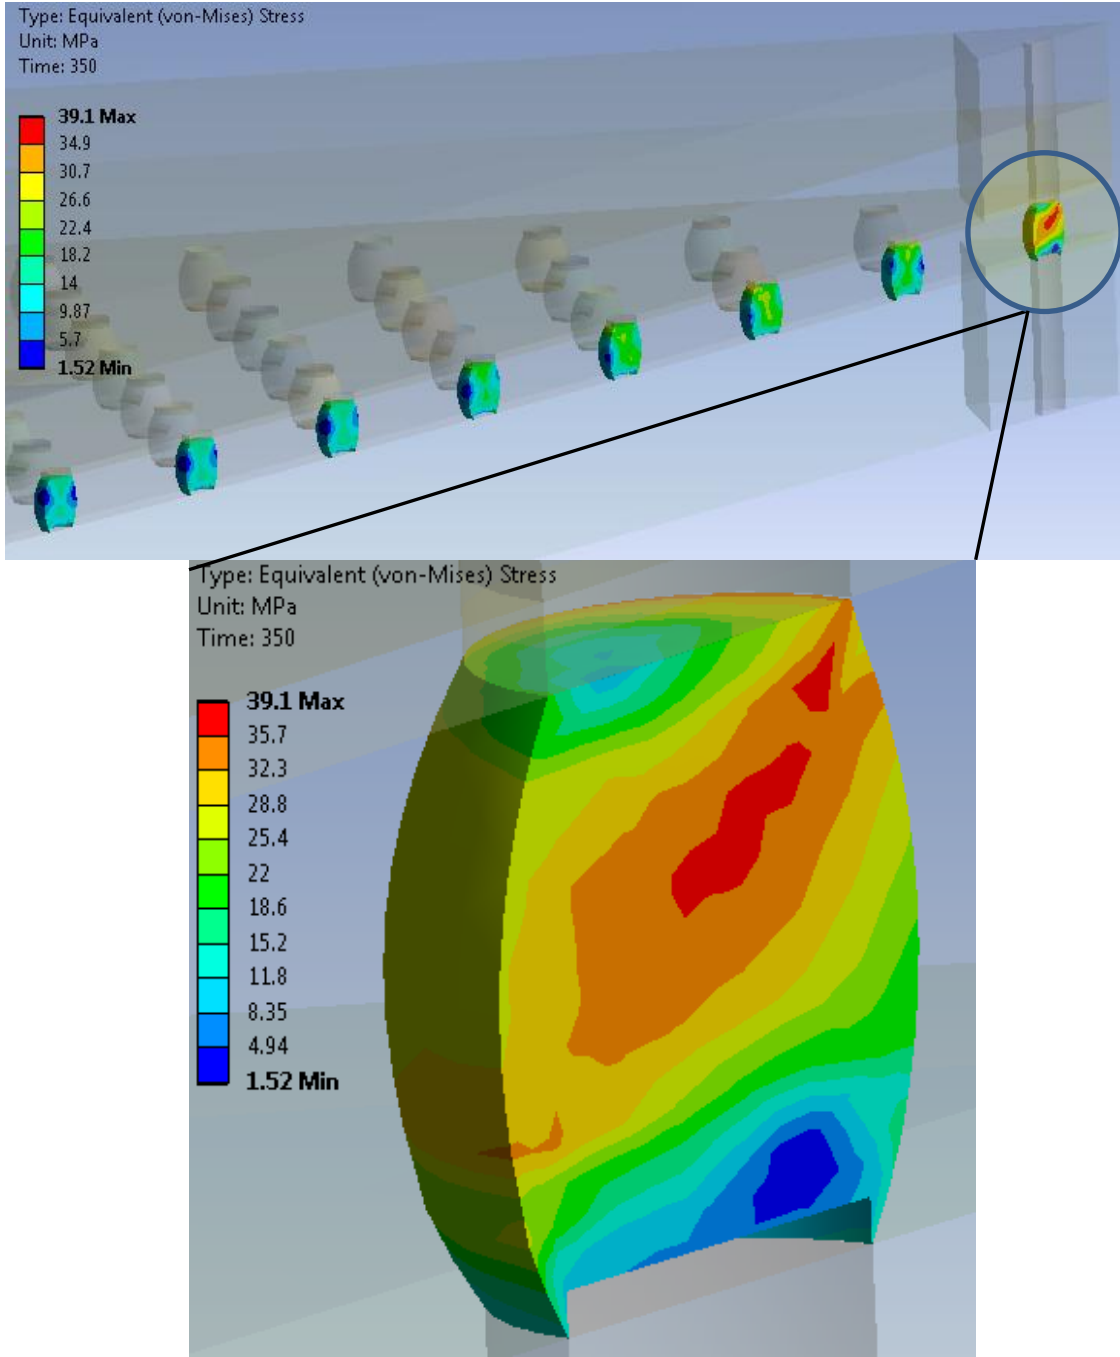 Type: Equivalent (von-Mises) Stress
Unit: MPa
Time: 350
39.1 Max
34.9
30.7
26.6
22.4
18.2
14
9.87
5.7
1.52 Min
Type: Equivalent (von-Mises) Stress
Unit: MPa
Time: 350
39.1 Max
35.7
32.3
28.8
25.4
22
18.6
15.2
11.8
8.35
4.94
1.52 Min